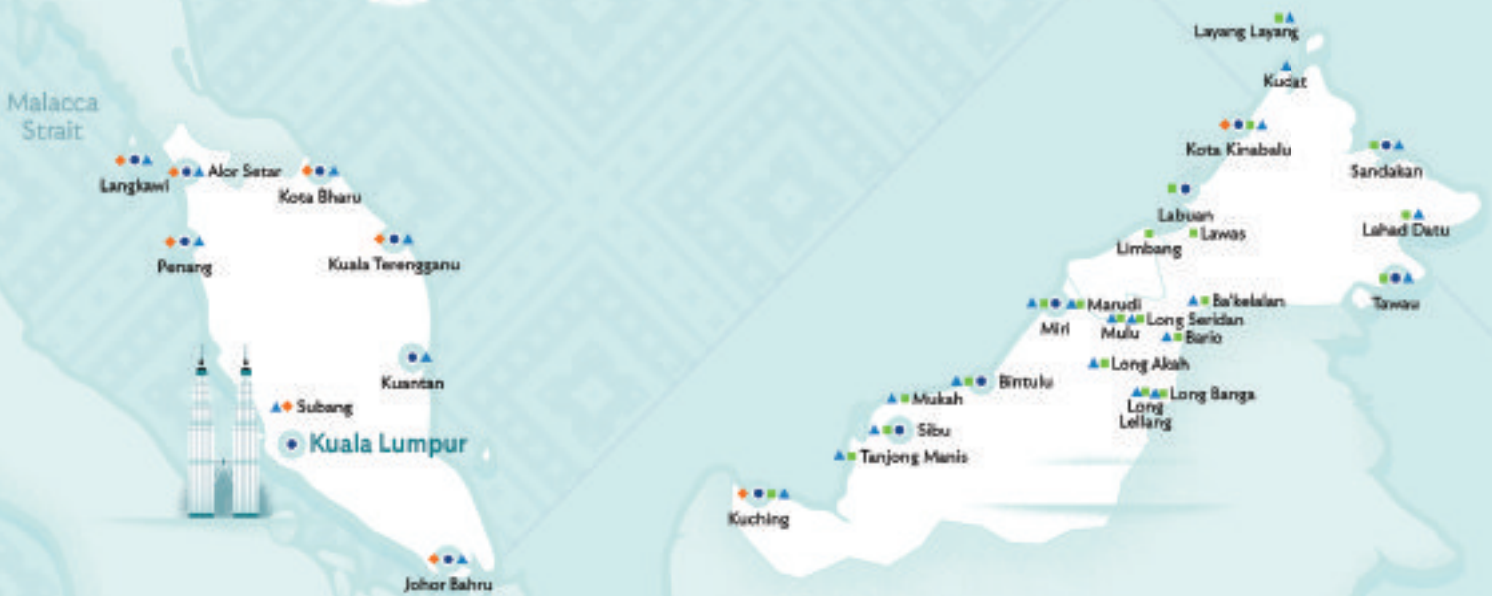 Malacca
Strait
Langkawi
Alor Setar
Kota Bharu
Penang
Kuala Terengganu
Kuantan
Subang
Kuala Lumpur
Johor Bahru
Layang Layang
Kudat
Kota Kinabalu
Sandakan
Labuan
Lahad Datu
Limbang
Lawas
Tawau
Miri
Marudi
Ba'kelalan
Mulu
Long Seridan
Bario
Long Akah
Bintulu
Mukah
Long
Lellang
Long Banga
Sibu
Tanjong Manis
Kuching